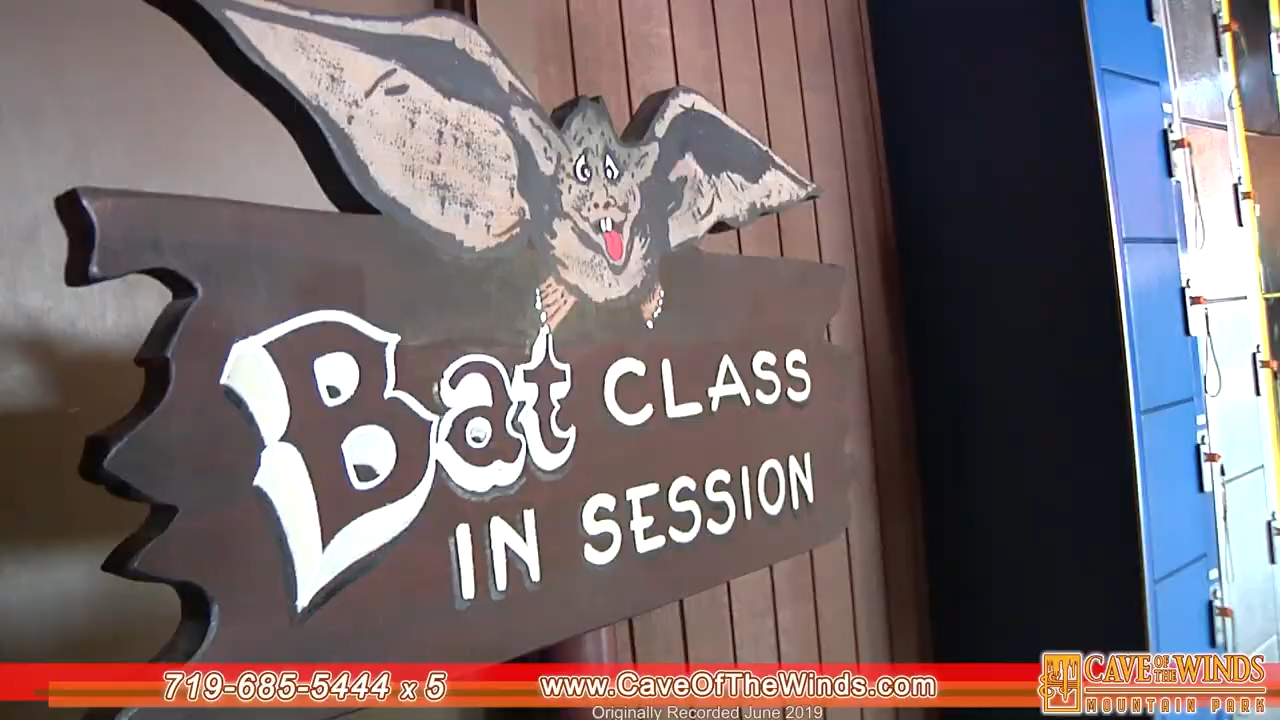 Bat CLASS
IN SESSION
719-685-5444 x 5
www.CaveOfTheWinds.com
Originally Recorded June 2019
CAVE OF THE WINDS
MOUNTAIN PARK